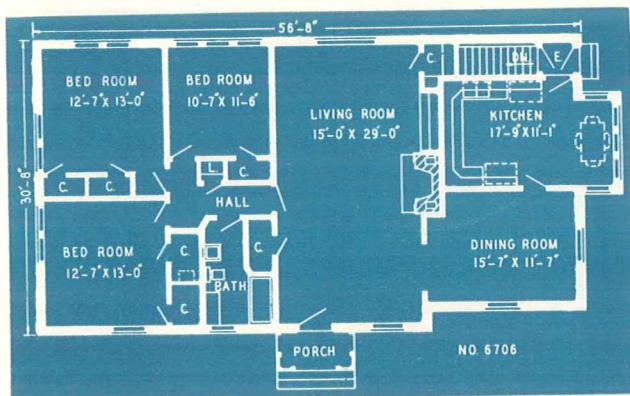 56'-8"
BED ROOM
12'-7" X 13'-0"
BED ROOM
10'-7" X 11'-6"
LIVING ROOM
15'-0" X 29'-0"
C.
DN.
E.
KITCHEN
17'-9" X 11'-1"
30'-8"
C.
C.
L.
C.
HALL
BED ROOM
12'-7" X 13'-0"
C.
C.
BATH
C.
DINING ROOM
15'-7" X 11'-7"
PORCH
NO. 6706